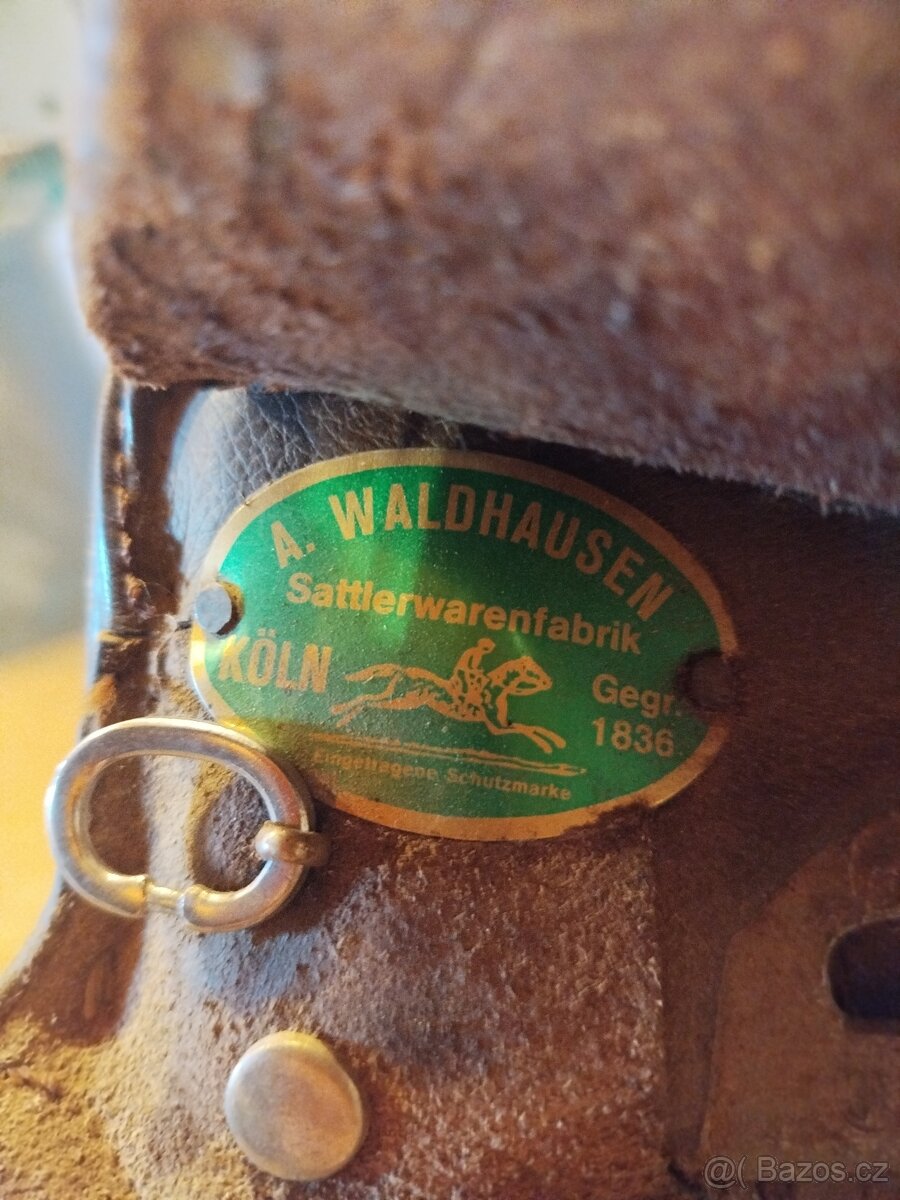 A. WALDHAUSEN
Sattlerwarenfabrik
KÖLN
Gegr.
1836
Eingetragene Schutzmarke
@( Bazos.cz